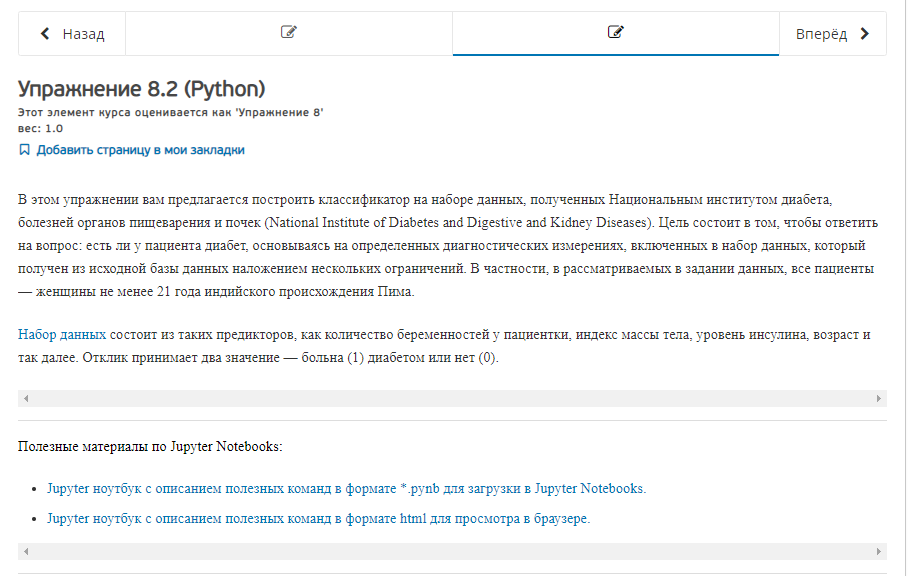 Назад
Вперёд
Упражнение 8.2 (Python)
Этот элемент курса оценивается как 'Упражнение 8'
вес: 1.0
Добавить страницу в мои закладки
В этом упражнении вам предлагается построить классификатор на наборе данных, полученных Национальным институтом диабета,
болезней органов пищеварения и почек (National Institute of Diabetes and Digestive and Kidney Diseases). Цель состоит в том, чтобы ответить
на вопрос: есть ли у пациента диабет, основываясь на определенных диагностических измерениях, включенных в набор данных, который
получен из исходной базы данных наложением нескольких ограничений. В частности, в рассматриваемых в задании данных, все пациенты
— женщины не менее 21 года индийского происхождения Пима.
Набор данных состоит из таких предикторов, как количество беременностей у пациентки, индекс массы тела, уровень инсулина, возраст и
так далее. Отклик принимает два значение — больна (1) диабетом или нет (0).
Полезные материалы по Jupyter Notebooks:
• Jupyter ноутбук с описанием полезных команд в формате *.pynb для загрузки в Jupyter Notebooks.
• Jupyter ноутбук с описанием полезных команд в формате html для просмотра в браузере.